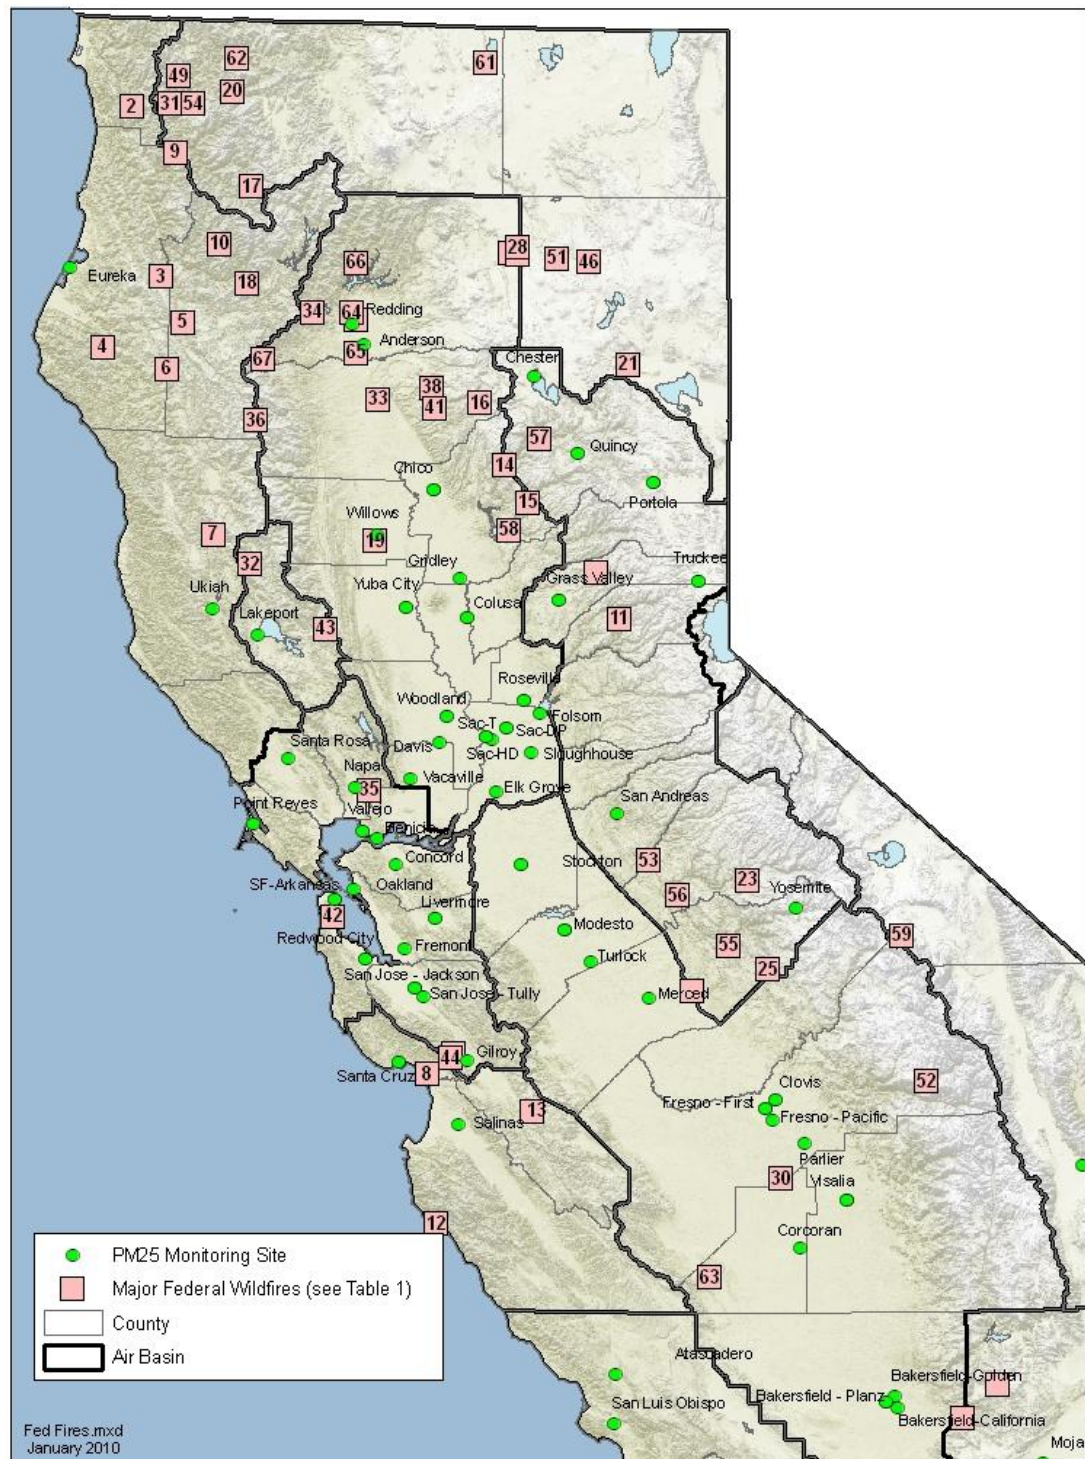 62
61
49
20
2
31
54
9
17
10
28
51
46
66
Eureka
3
18
34
64
Redding
5
Anderson
4
65
67
Chester
21
6
38
33
41
16
36
57
Quincy
14
Chico
Portola
15
Willows
58
7
19
Truckee
32
Gridley
Grass Valley
Yuba City
Ukiah
Colusa
Lakeport
11
43
Roseville
Woodland
Folsom
Sac-T
Sac-DP
Santa Rosa
Davis
Sac-HD
Sloughhouse
Napa
Vacaville
35
Elk Grove
San Andreas
Point Reyes
Vallejo
Benicia
Concord
Stockton
53
SF-Arkansas
Oakland
23
Yosemite
56
Livermore
42
Redwood City
Fremont
Modesto
59
55
Turlock
25
San Jose - Jackson
San Jose - Tully
Merced
44
Gilroy
Santa Cruz
8
52
Clovis
13
Fresno - First
Fresno - Pacific
Salinas
Parlier
30
Visalia
12
Corcoran
PM25 Monitoring Site
63
Major Federal Wildfires (see Table 1)
County
Air Basin
Atascadero
Bakersfield-Golden
San Luis Obispo
Bakersfield - Planz
Bakersfield-California
Fed Fires.mxd
January 2010
Moja